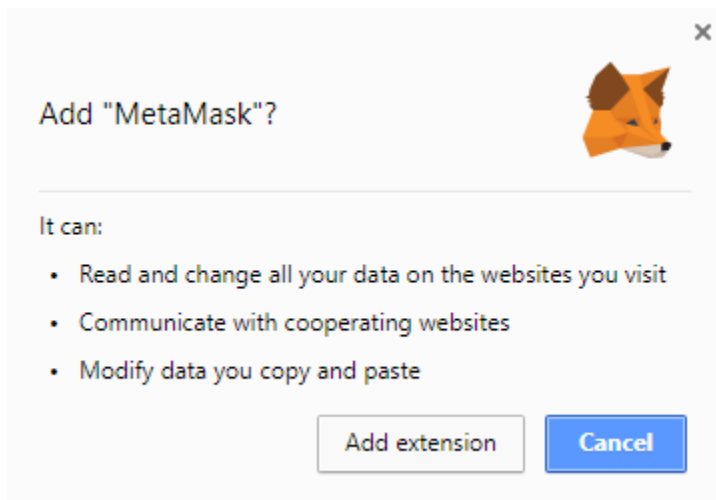 Add "MetaMask"?
It can:
• Read and change all your data on the websites you visit
• Communicate with cooperating websites
• Modify data you copy and paste
Add extension Cancel